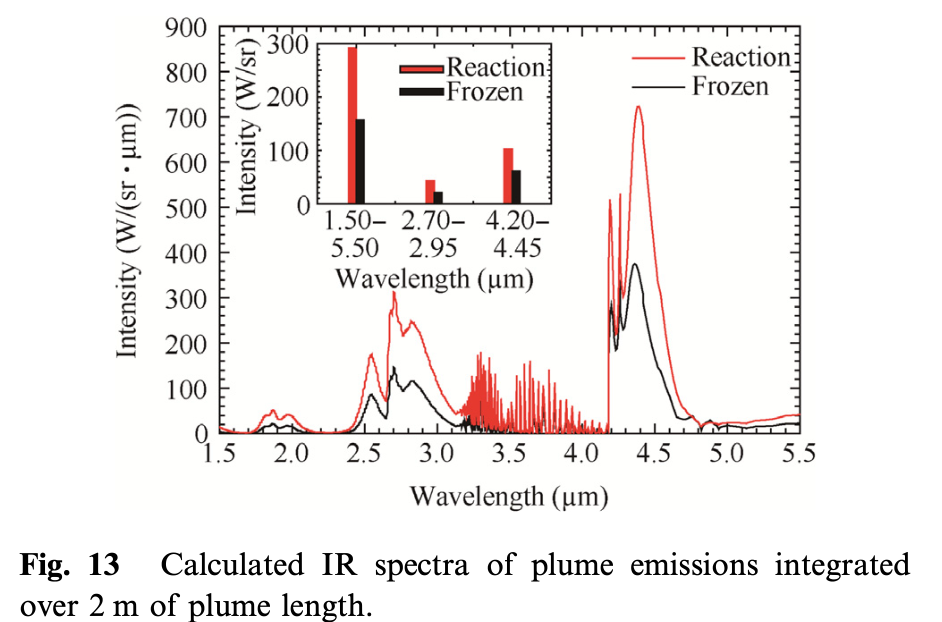 900
800
700
600
500
400
300
200
100
0
Intensity (W/(sr • μm))
1.5 2.0 2.5 3.0 3.5 4.0 4.5 5.0 5.5
Wavelength (μm)
Reaction
Frozen
300
200
100
0
Intensity (W/sr)
Reaction
Frozen
1.50– 2.70– 4.20–
5.50 2.95 4.45
Wavelength (μm)
Fig. 13 Calculated IR spectra of plume emissions integrated
over 2 m of plume length.